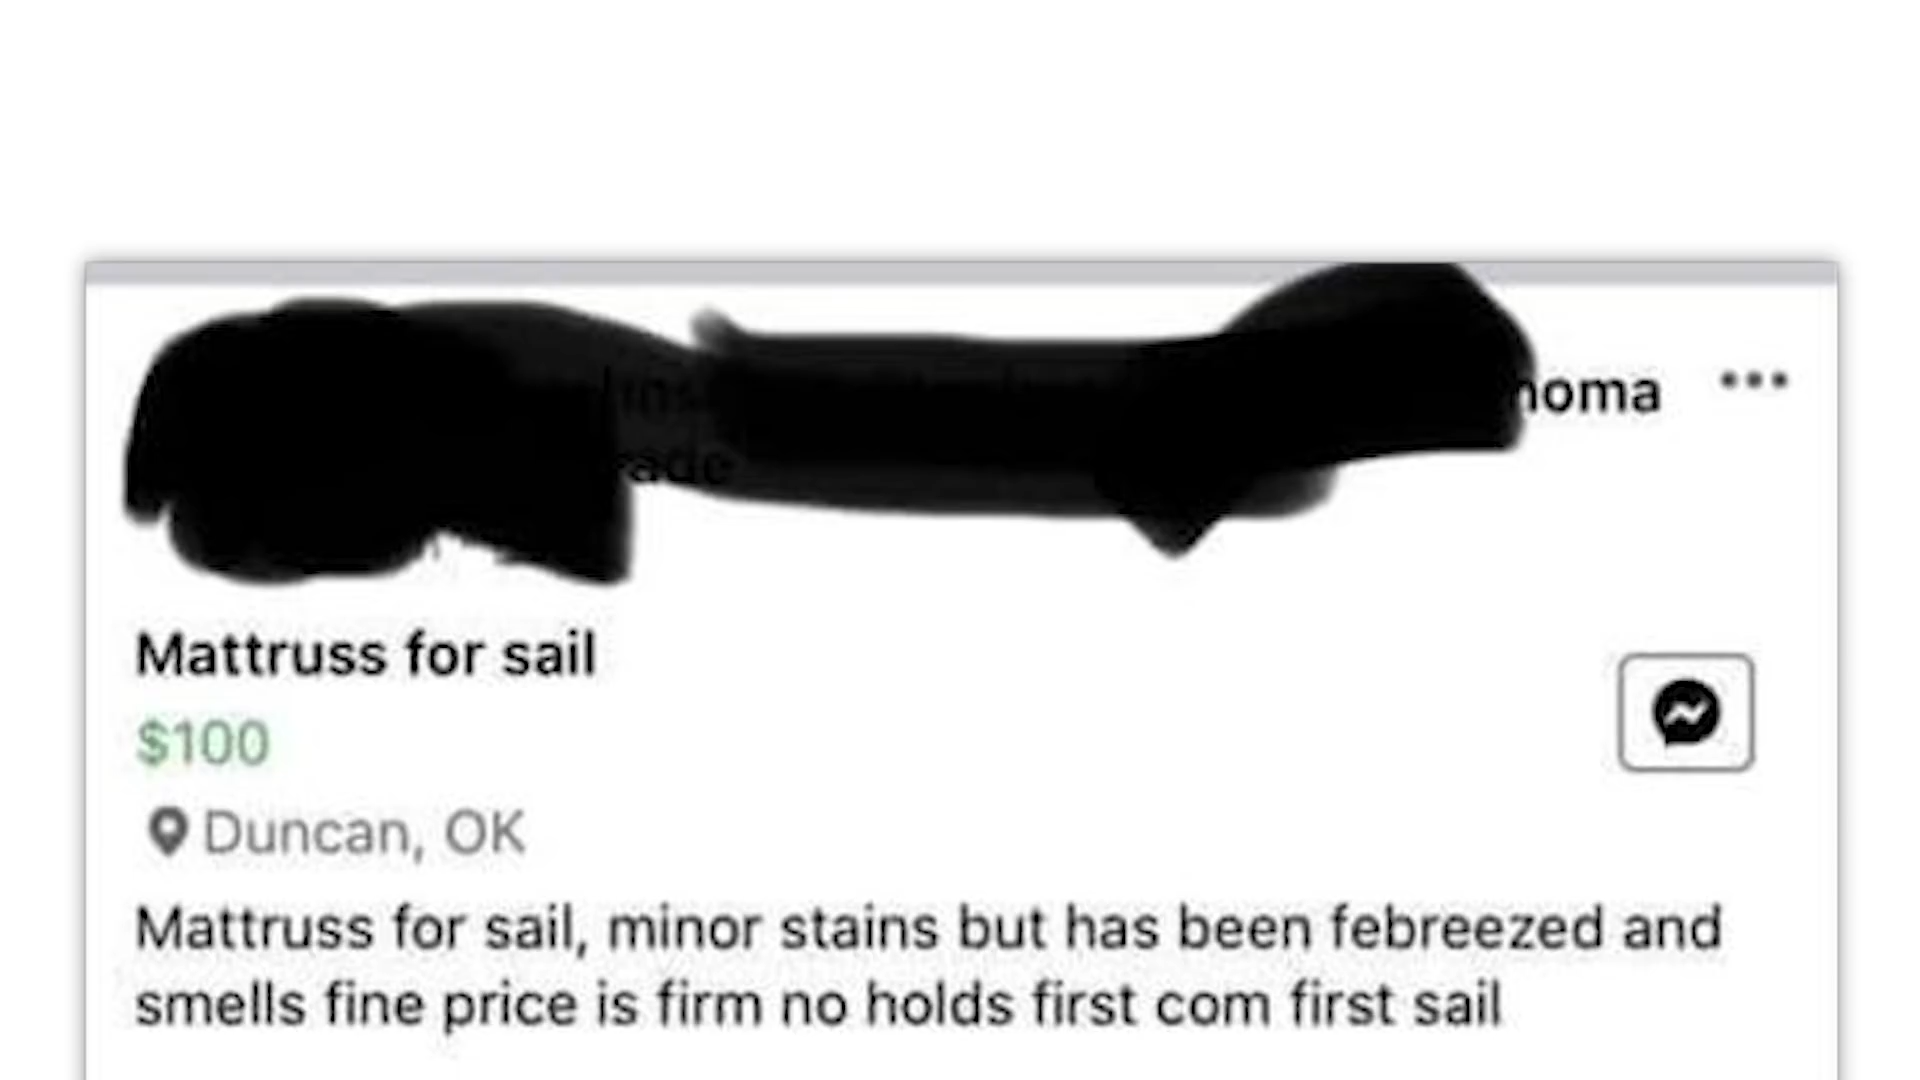 Mattruss for sail
$100
Duncan, OK
Mattruss for sail, minor stains but has been febreezed and
smells fine price is firm no holds first com first sail